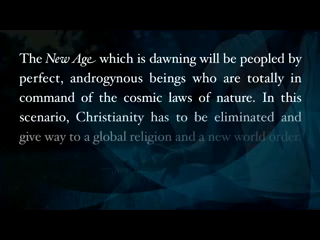 The New Age which is dawning will be peopled by
perfect, androgynous beings who are totally in
command of the cosmic laws of nature. In this
scenario, Christianity has to be eliminated and
give way to a global religion and a new world order.